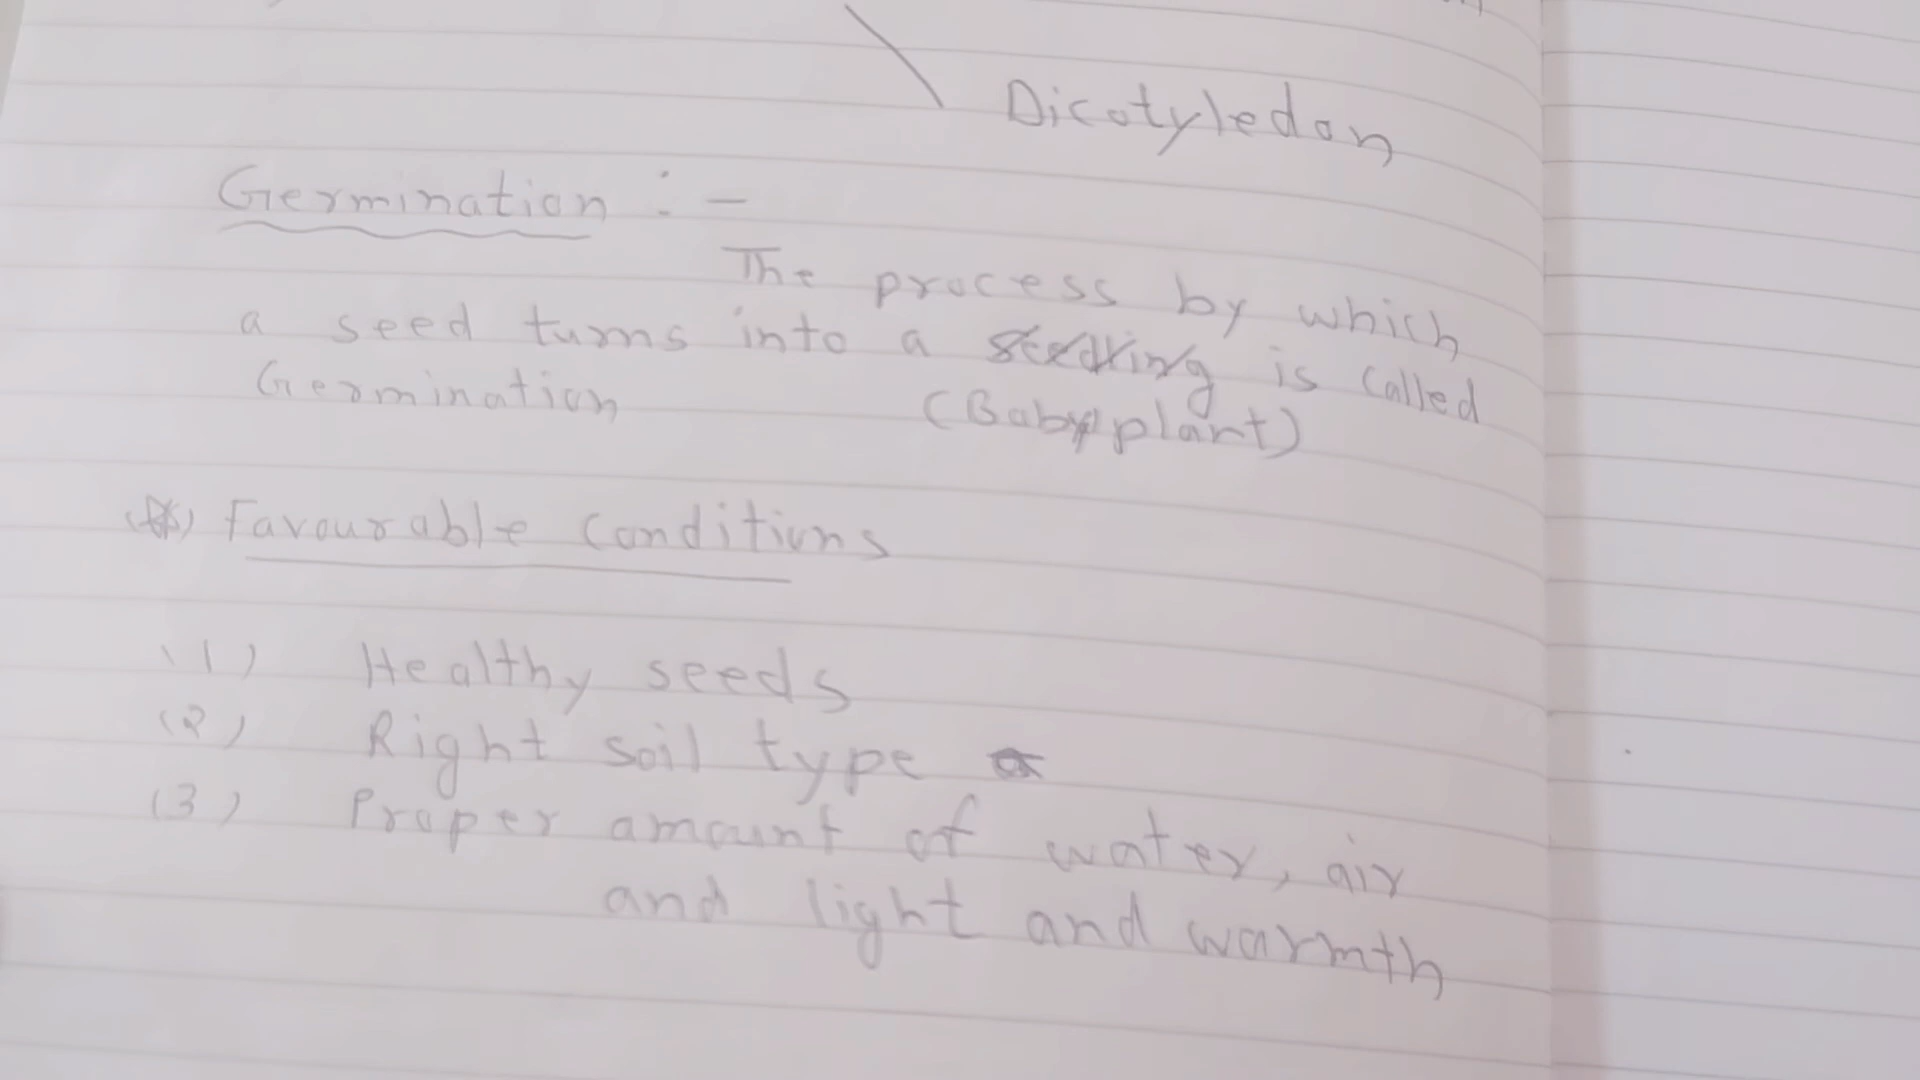 Dicotyledon
Germination :-
The process by which
a seed turns into a seedling is called
Germination (Baby plant)
Favourable Conditions
(1) Healthy seeds
(2) Right soil type
(3) Proper amount of water, air
and light and warmth